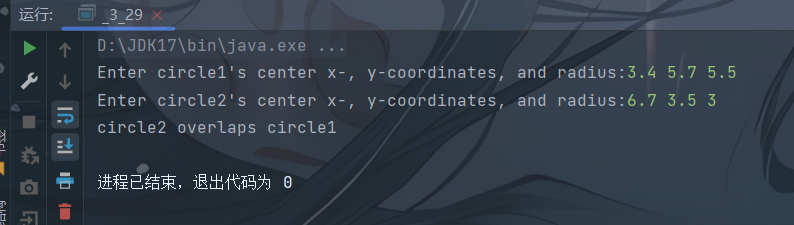 运行:
_3_29
D:\JDK17\bin\java.exe ...
Enter circle1's center x-, y-coordinates, and radius:3.4 5.7 5.5
Enter circle2's center x-, y-coordinates, and radius:6.7 3.5 3
circle2 overlaps circle1
进程已结束，退出代码为 0